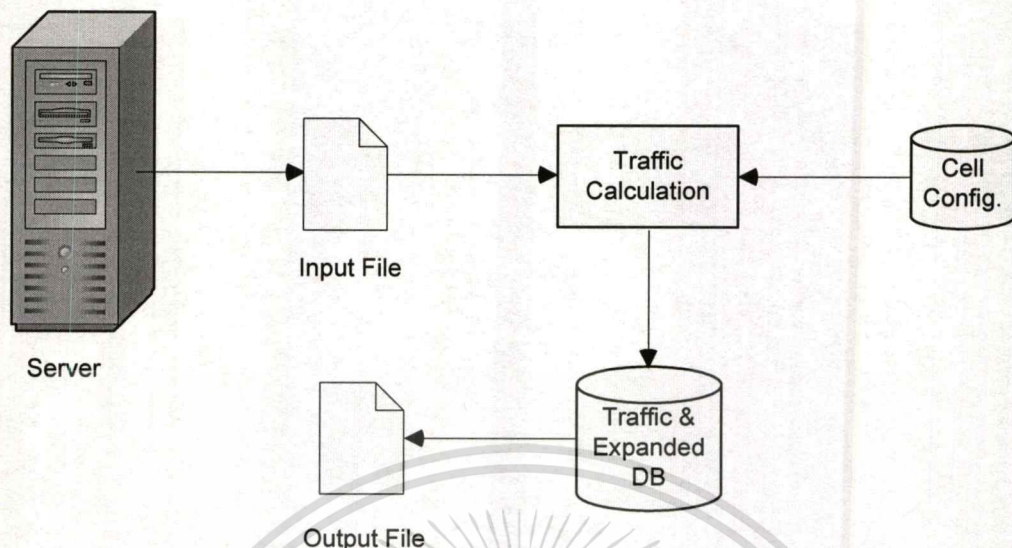 Traffic
Calculation
Cell
Config.
Input File
Server
Traffic &
Expanded
DB
Output File